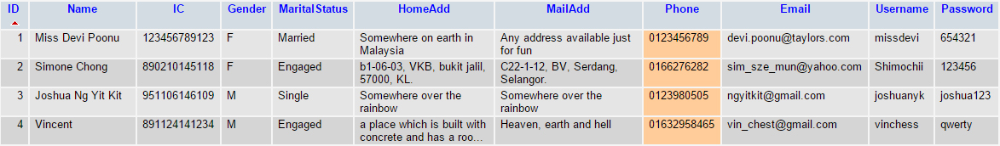 ID Name IC Gender MaritalStatus HomeAdd MailAdd Phone Email Username Password
1 Miss Devi Poonu 123456789123 F Married Somewhere on earth in Any address available just 0123456789 devi.poonu@taylors.com missdevi 654321
Malaysia for fun
2 Simone Chong 890210145118 F Engaged b1-06-03, VKB, bukit jalil, C22-1-12, BV, Serdang, 0166276282 sim_sze_mun@yahoo.com Shimochii 123456
57000, KL. Selangor.
3 Joshua Ng Yit Kit 951106146109 M Single Somewhere over the Somewhere over the 0123980505 ngyitkit@gmail.com joshuanyk joshua123
rainbow rainbow
4 Vincent 891124141234 M Engaged a place which is built with Heaven, earth and hell 01632958465 vin_chest@gmail.com vinchess qwerty
concrete and has a roo...